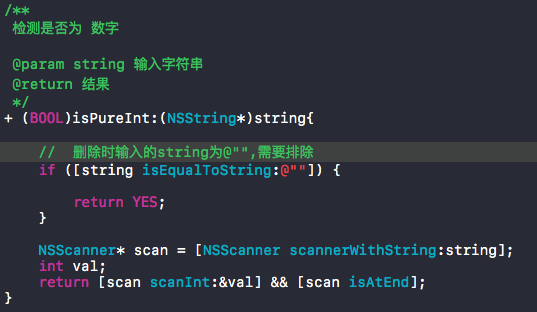 /**
 检测是否为 数字

 @param string 输入字符串
 @return 结果
 */
+ (BOOL)isPureInt:(NSString*)string{

    //  删除时输入的string为@"",需要排除
    if ([string isEqualToString:@""]) {

        return YES;
    }

    NSScanner* scan = [NSScanner scannerWithString:string];
    int val;
    return [scan scanInt:&val] && [scan isAtEnd];
}